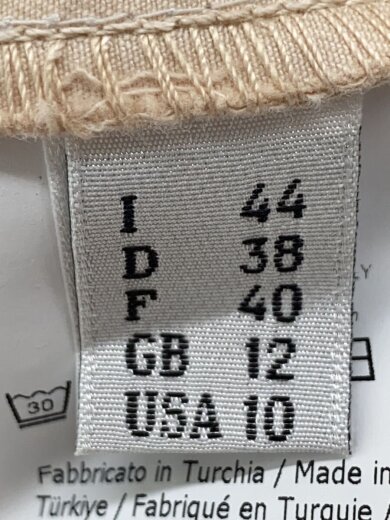 I 44
D 38
F 40
GB 12
USA 10
30
Fabbricato in Turchia / Made in
Türkiye / Fabriqué en Turquie /